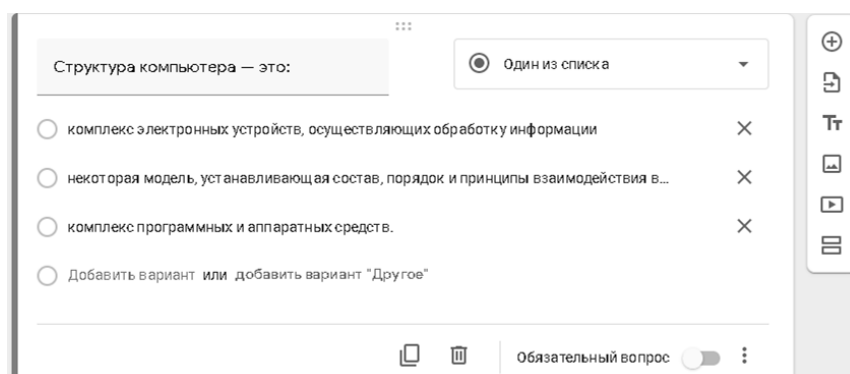 Структура компьютера — это:
Один из списка
комплекс электронных устройств, осуществляющих обработку информации
некоторая модель, устанавливающая состав, порядок и принципы взаимодействия в...
комплекс программных и аппаратных средств.
Добавить вариант или добавить вариант "Другое"
Обязательный вопрос
Тт